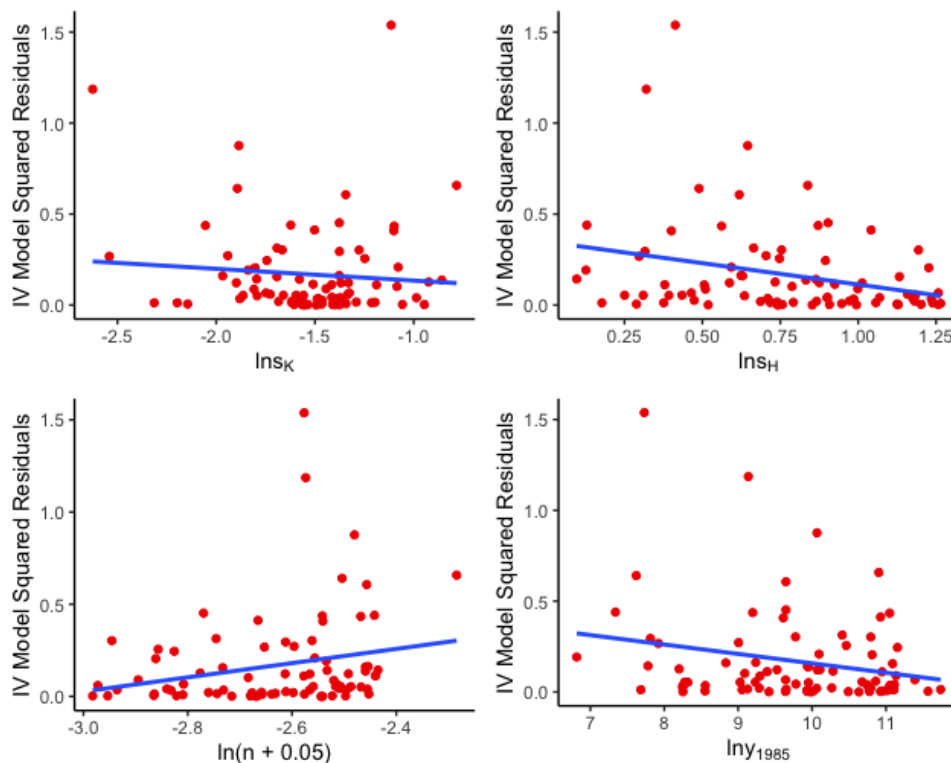 IV Model Squared Residuals
1.5
1.0
0.5
0.0
-2.5 -2.0 -1.5 -1.0
lns_K
IV Model Squared Residuals
1.5
1.0
0.5
0.0
0.25 0.50 0.75 1.00 1.25
lns_H
IV Model Squared Residuals
1.5
1.0
0.5
0.0
-3.0 -2.8 -2.6 -2.4
ln(n + 0.05)
IV Model Squared Residuals
1.5
1.0
0.5
0.0
7 8 9 10 11
lny_1985